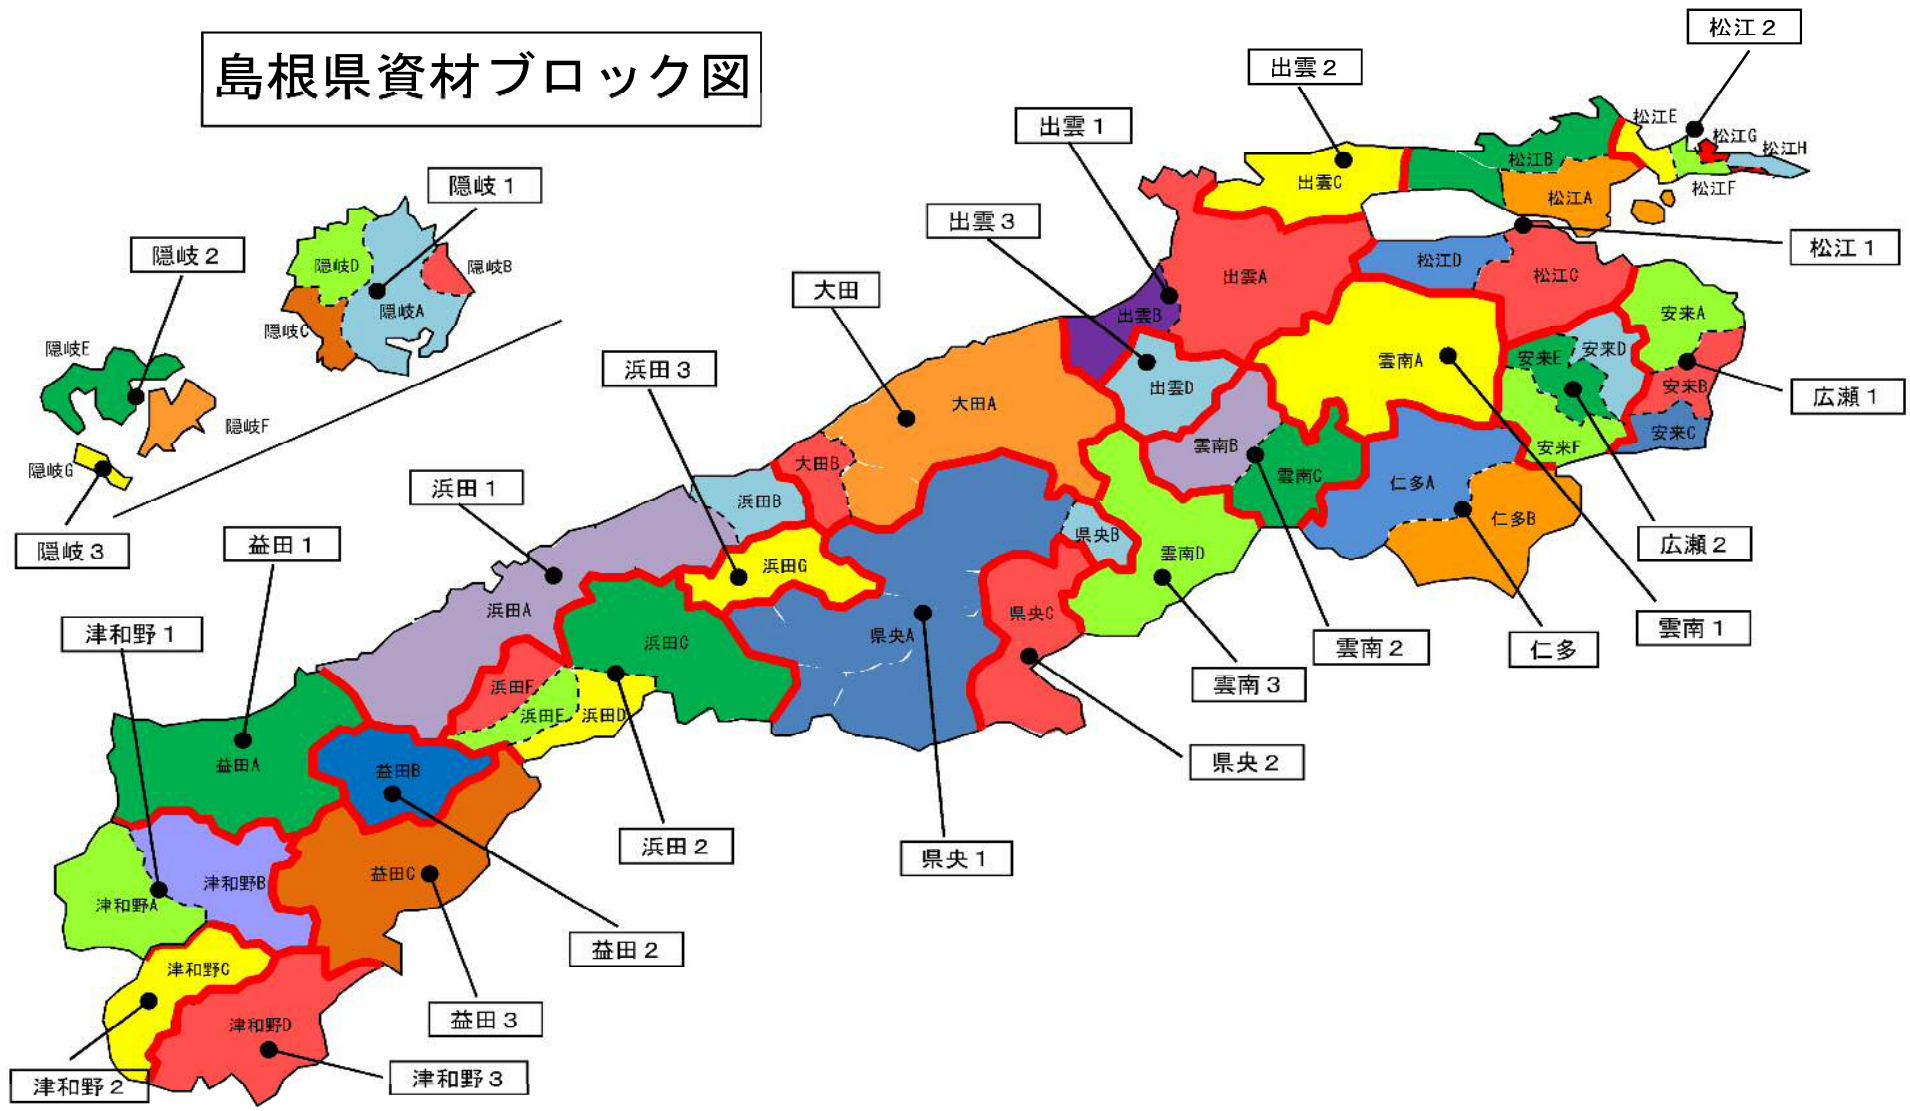 島根県資材ブロック図
松江２
出雲２
出雲１
松江E
松江G
松江H
松江B
松江F
松江A
出雲C
隠岐１
出雲３
松江１
隠岐２
隠岐D
隠岐B
隠岐A
隠岐C
松江D
松江C
出雲A
大田
出雲B
安来A
隠岐E
浜田３
安来E
安来D
雲南A
出雲D
安来B
広瀬１
大田A
隠岐F
安来C
雲南B
安来F
隠岐G
大田B
雲南C
仁多A
浜田１
浜田B
仁多B
隠岐３
益田１
県央B
雲南D
広瀬２
浜田G
浜田A
県央C
津和野１
浜田C
県央A
雲南２
仁多
雲南１
浜田F
雲南３
浜田E
浜田D
益田A
益田B
県央２
浜田２
県央１
益田C
津和野B
津和野A
益田２
津和野C
益田３
津和野D
津和野２
津和野３